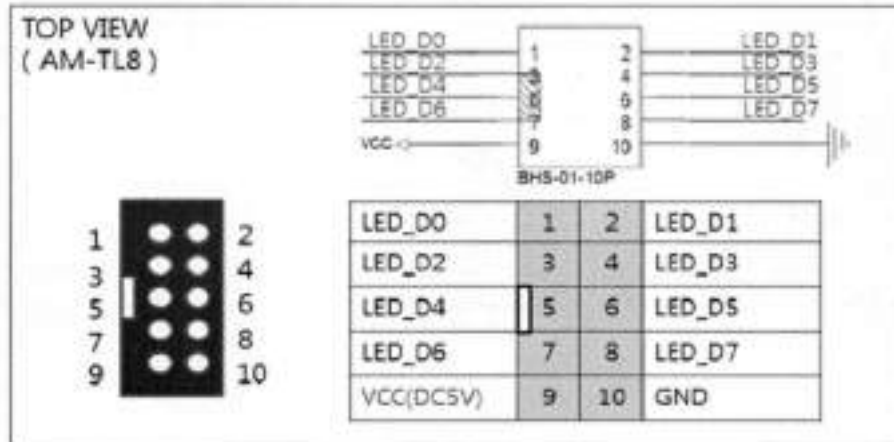 TOP VIEW
( AM-TL8 )
LED_D0 1 2 LED_D1
LED_D2 4 LED_D3
LED_D4 6 LED_D5
LED_D6 7 8 LED_D7
VCC 9 10
BHS-01-10P
1 2
3 4
5 6
7 8
9 10
LED_D0 1 2 LED_D1
LED_D2 3 4 LED_D3
LED_D4 5 6 LED_D5
LED_D6 7 8 LED_D7
VCC(DC5V) 9 10 GND